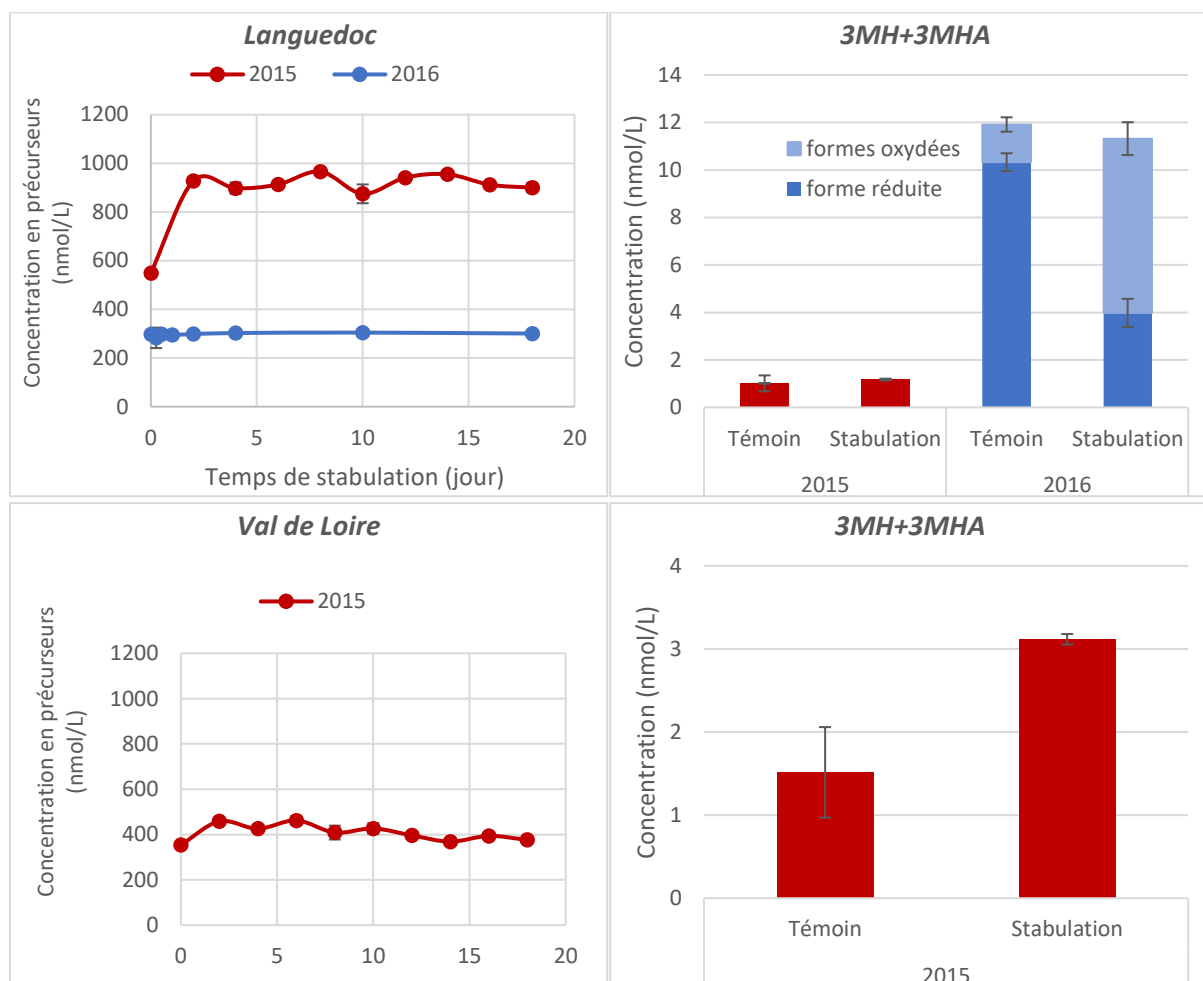 Languedoc
2015 2016
Concentration en précurseurs
(nmol/L)
1200
1000
800
600
400
200
0
0 5 10 15 20
Temps de stabulation (jour)
3MH+3MHA
Concentration (nmol/L)
14
12
10
8
6
4
2
0
formes oxydées
forme réduite
Témoin Stabulation Témoin Stabulation
2015 2016
Val de Loire
2015
Concentration en précurseurs
(nmol/L)
1200
1000
800
600
400
200
0
0 5 10 15 20
3MH+3MHA
Concentration (nmol/L)
4
3
2
1
0
Témoin Stabulation
2015